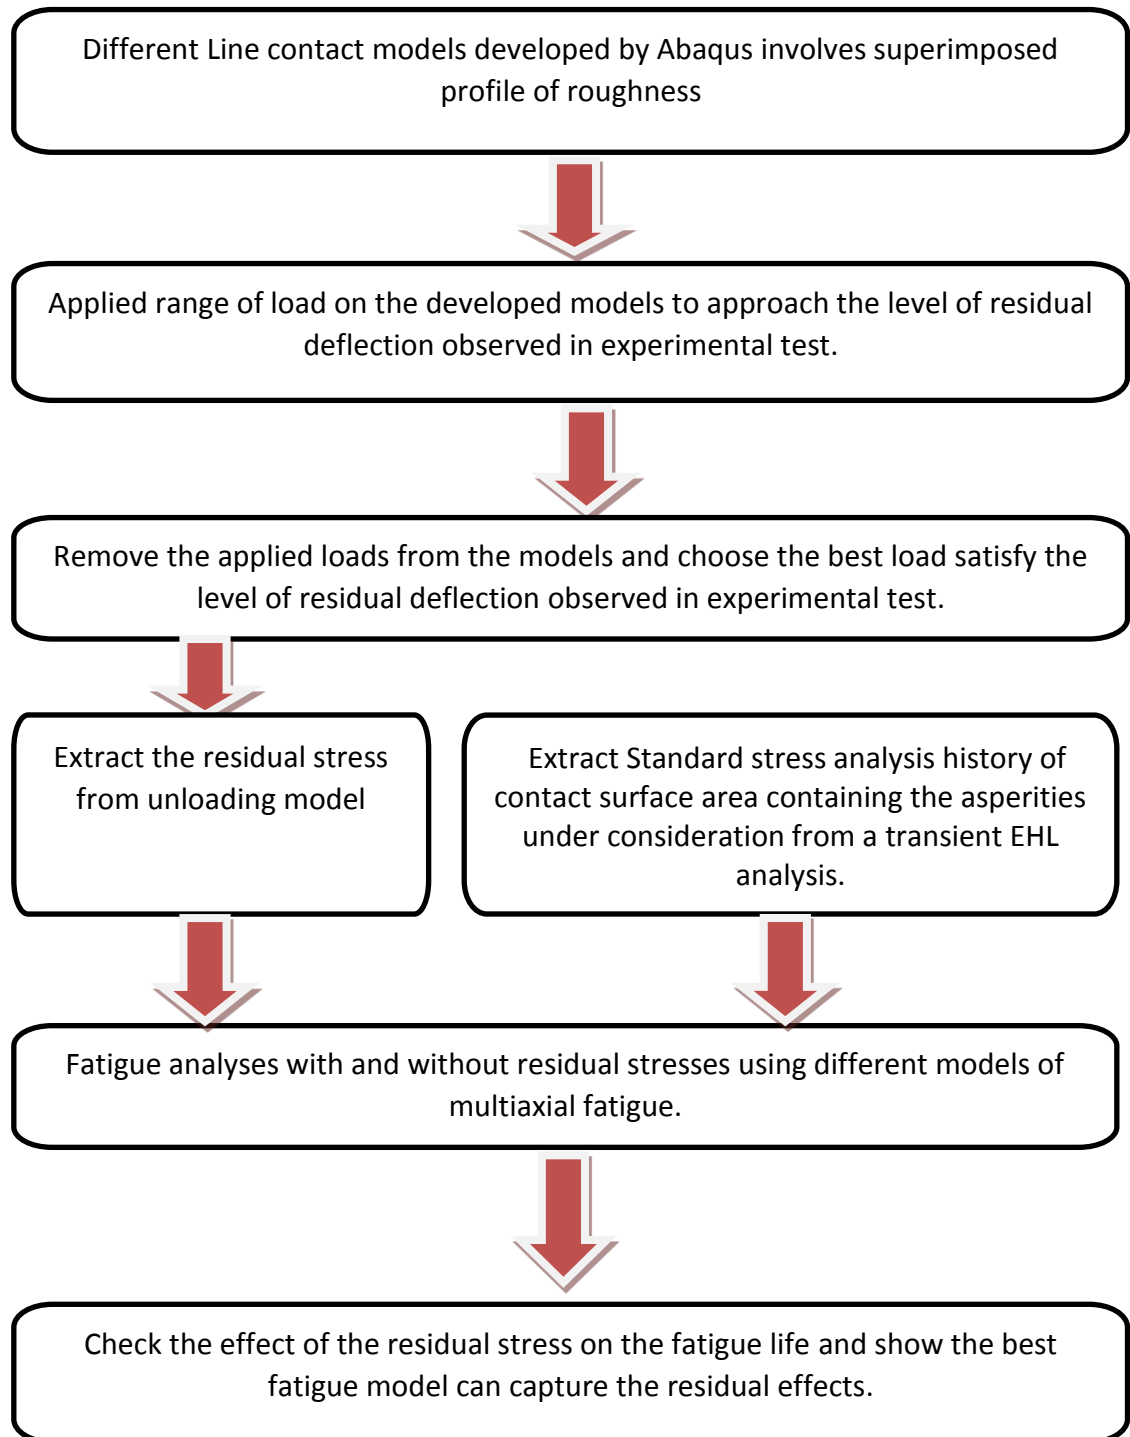 Different Line contact models developed by Abaqus involves superimposed
profile of roughness
Applied range of load on the developed models to approach the level of residual
deflection observed in experimental test.
Remove the applied loads from the models and choose the best load satisfy the
level of residual deflection observed in experimental test.
Extract the residual stress
from unloading model
Extract Standard stress analysis history of
contact surface area containing the asperities
under consideration from a transient EHL
analysis.
Fatigue analyses with and without residual stresses using different models of
multiaxial fatigue.
Check the effect of the residual stress on the fatigue life and show the best
fatigue model can capture the residual effects.